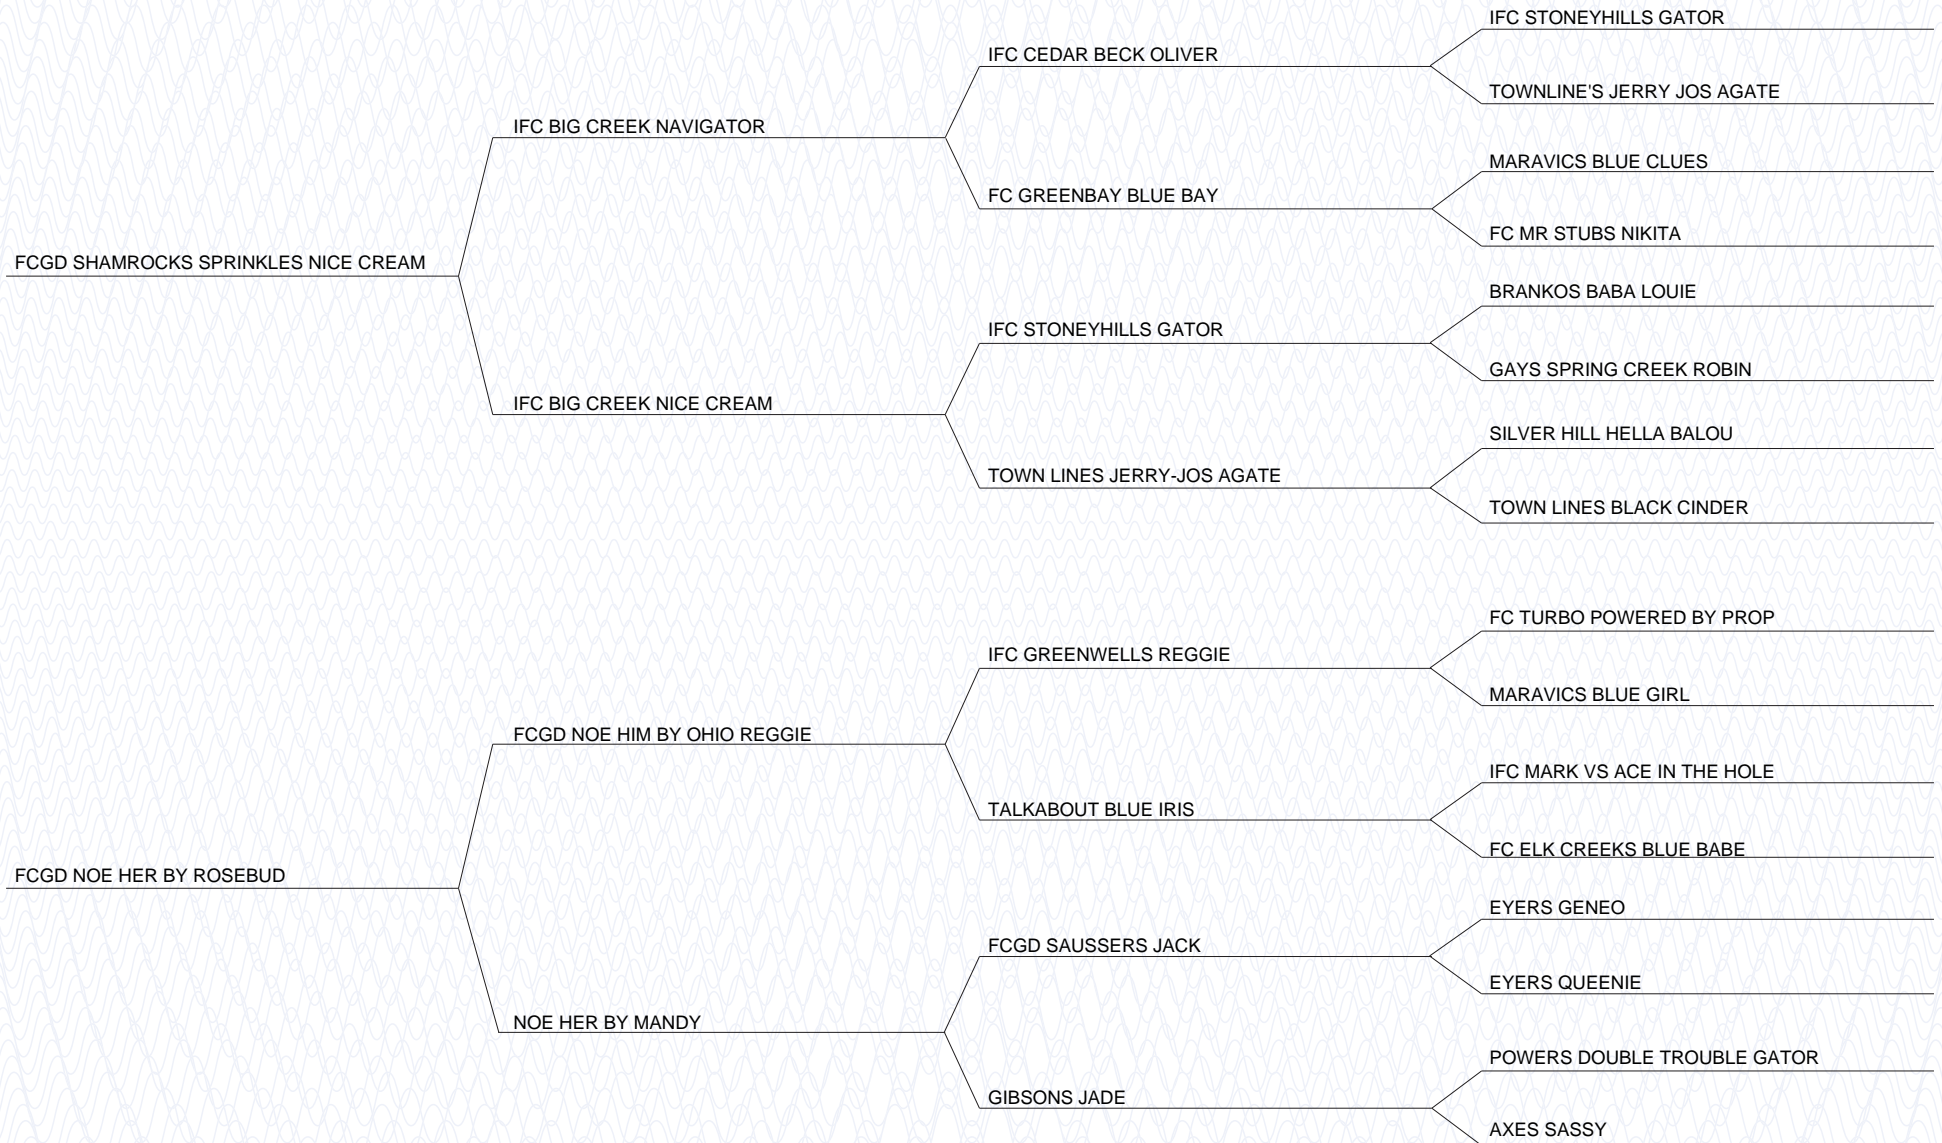 IFC STONEYHILLS GATOR
IFC CEDAR BECK OLIVER
TOWNLINE'S JERRY JOS AGATE
IFC BIG CREEK NAVIGATOR
MARAVICS BLUE CLUES
FC GREENBAY BLUE BAY
FC MR STUBS NIKITA
FCGD SHAMROCKS SPRINKLES NICE CREAM
BRANKOS BABA LOUIE
IFC STONEYHILLS GATOR
GAYS SPRING CREEK ROBIN
IFC BIG CREEK NICE CREAM
SILVER HILL HELLA BALOU
TOWN LINES JERRY-JOS AGATE
TOWN LINES BLACK CINDER
FC TURBO POWERED BY PROP
IFC GREENWELLS REGGIE
MARAVICS BLUE GIRL
FCGD NOE HIM BY OHIO REGGIE
IFC MARK VS ACE IN THE HOLE
TALKABOUT BLUE IRIS
FC ELK CREEKS BLUE BABE
FCGD NOE HER BY ROSEBUD
EYERS GENEO
FCGD SAUSSERS JACK
EYERS QUEENIE
NOE HER BY MANDY
POWERS DOUBLE TROUBLE GATOR
GIBSONS JADE
AXES SASSY